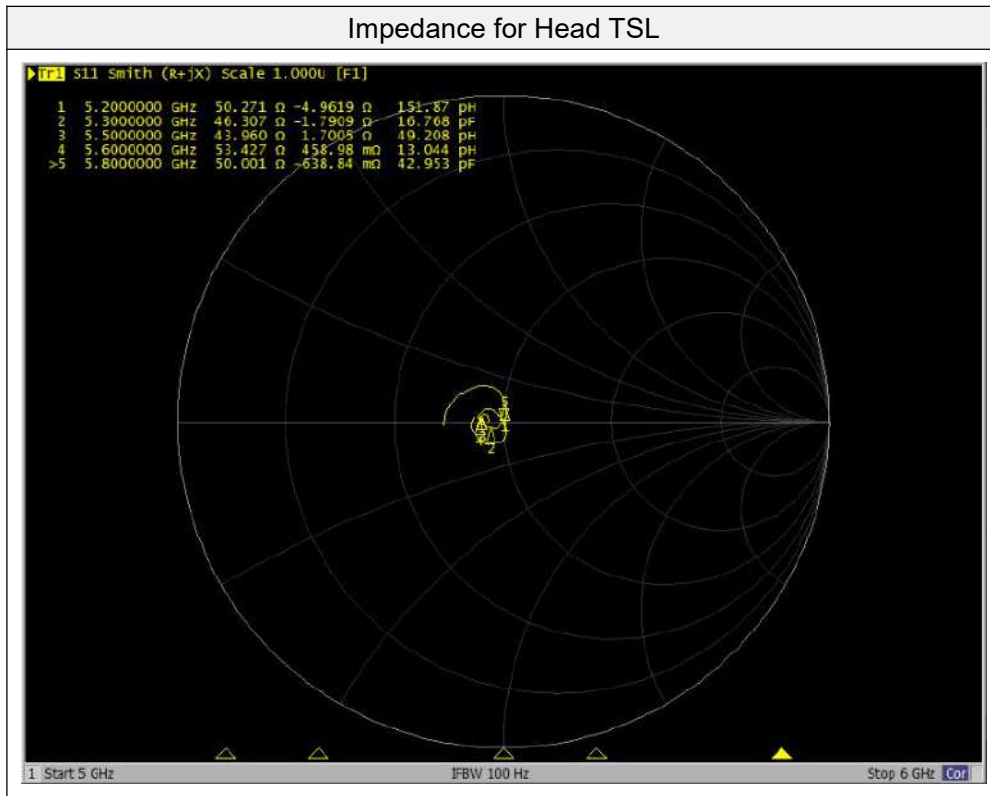 Impedance for Head TSL
Tr1 S11 Smith (R+jX) Scale 1.000U [F1]
1 5.2000000 GHz 50.271 Ω -4.9619 Ω 151.87 pH
2 5.3000000 GHz 46.307 Ω -1.7909 Ω 16.768 pF
3 5.5000000 GHz 43.960 Ω 1.7005 Ω 49.208 pH
4 5.6000000 GHz 53.427 Ω 458.98 mΩ 13.044 pH
>5 5.8000000 GHz 50.001 Ω -638.84 mΩ 42.953 pF
5
1
2
1 Start 5 GHz IFBW 100 Hz Stop 6 GHz Cor